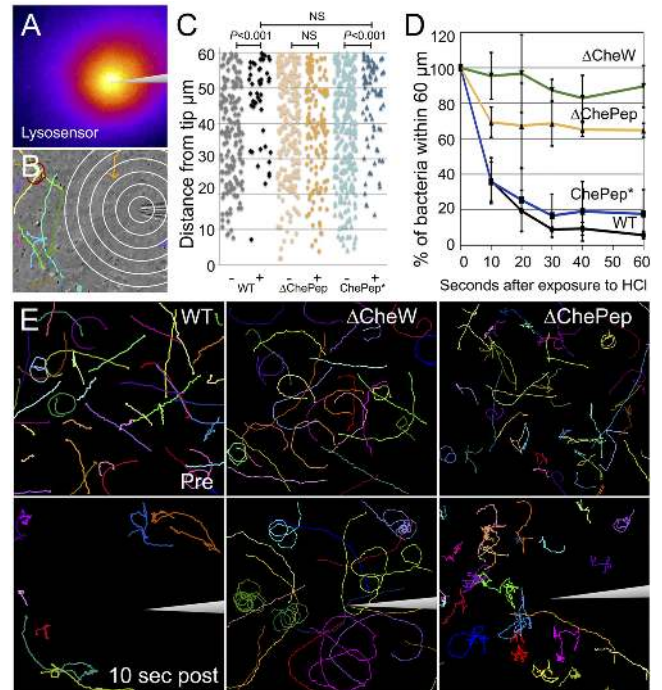 A
Lysosensor
B
C
NS
P<0.001
NS
P<0.001
Distance from tip μm
60
50
40
30
20
10
0
- + - + - +
WT ΔChePep ChePep*
D
% of bacteria within 60 μm
120
100
80
60
40
20
0
ΔCheW
ΔChePep
ChePep*
WT
0 10 20 30 40 60
Seconds after exposure to HCl
E
WT
ΔCheW
ΔChePep
Pre
10 sec post